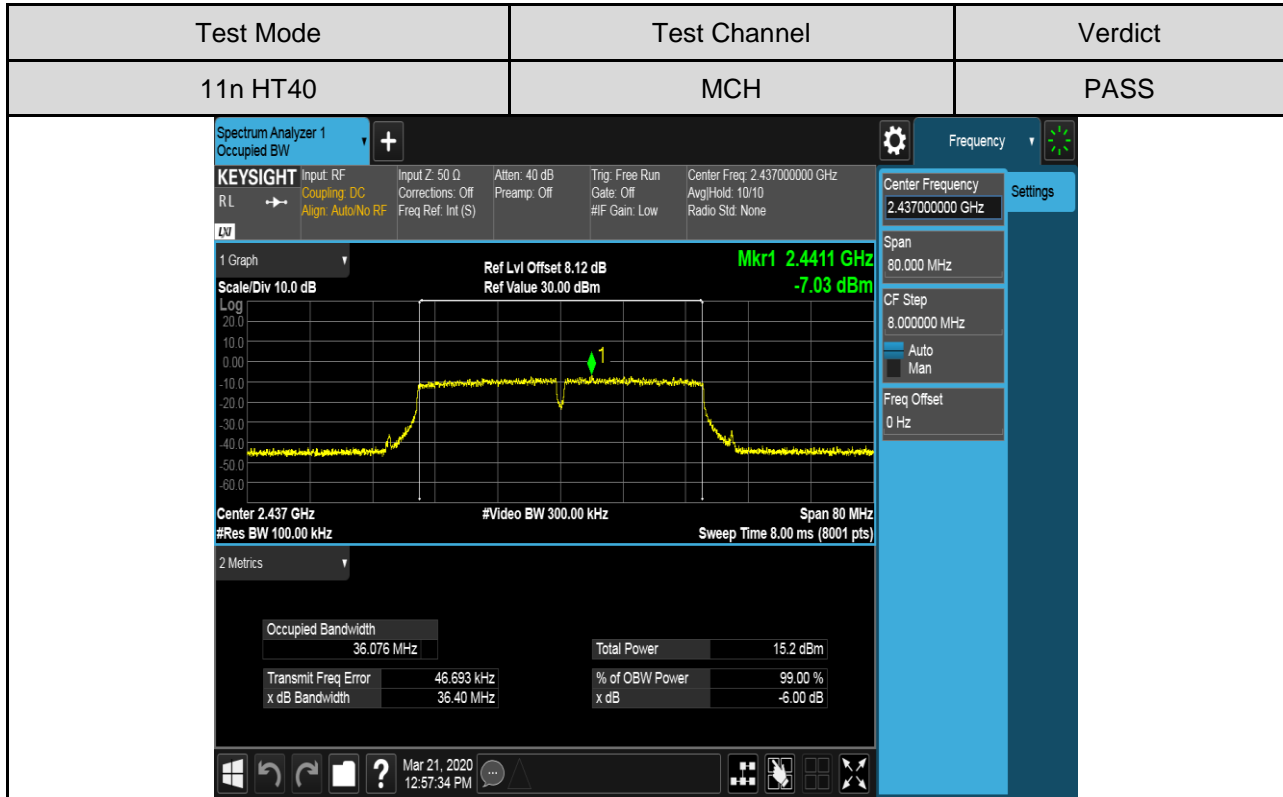 Test Mode Test Channel Verdict
11n HT40 MCH PASS
Spectrum Analyzer 1
Occupied BW
+
Frequency
KEYSIGHT
RL
LXI
Input: RF
Coupling: DC
Align: Auto/No RF
Input Z: 50 Ω
Corrections: Off
Freq Ref: Int (S)
Atten: 40 dB
Preamp: Off
Trig: Free Run
Gate: Off
#IF Gain: Low
Center Freq: 2.437000000 GHz
Avg|Hold: 10/10
Radio Std: None
Center Frequency
2.437000000 GHz
Settings
Span
80.000 MHz
CF Step
8.000000 MHz
Auto
Man
Freq Offset
0 Hz
1 Graph
Scale/Div 10.0 dB
Ref Lvl Offset 8.12 dB
Ref Value 30.00 dBm
Mkr1 2.4411 GHz
-7.03 dBm
Log
20.0
10.0
0.00
-10.0
-20.0
-30.0
-40.0
-50.0
-60.0
1
Center 2.437 GHz #Video BW 300.00 kHz Span 80 MHz
#Res BW 100.00 kHz Sweep Time 8.00 ms (8001 pts)
2 Metrics
Occupied Bandwidth
36.076 MHz
Total Power 15.2 dBm
Transmit Freq Error 46.693 kHz
% of OBW Power 99.00 %
x dB Bandwidth 36.40 MHz
x dB -6.00 dB
?
Mar 21, 2020
12:57:34 PM